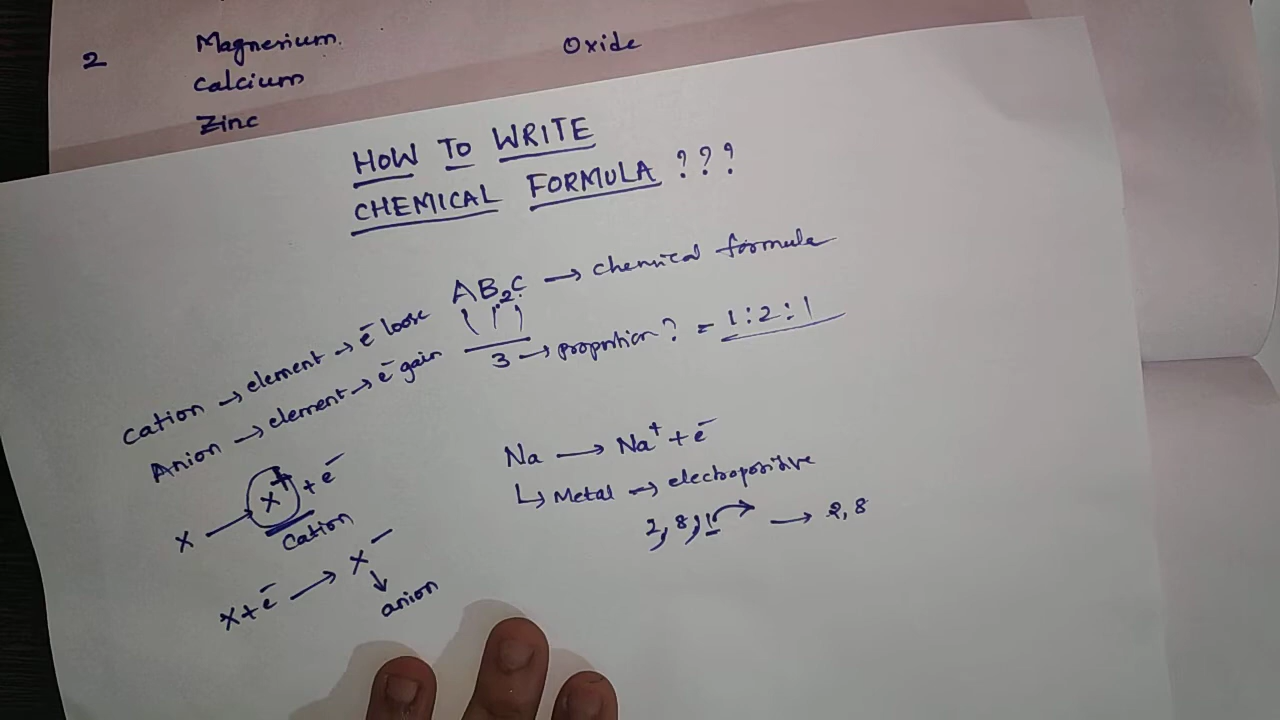 2 Magnesium Oxide
Calcium
Zinc
HOW TO WRITE
CHEMICAL FORMULA ???
AB₂C → chemical formula
3 → proportion? = 1:2:1
Cation → element → e⁻ loose
Anion → element → e⁻ gain
X → X⁺ + e⁻
Cation
X + e⁻ → X⁻
anion
Na → Na⁺ + e⁻
↳ Metal → electropositive
2,8,1 → 2,8